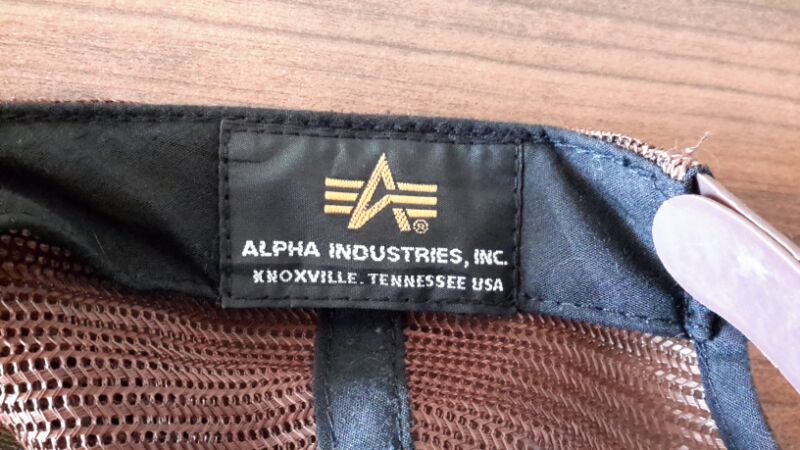 ALPHA INDUSTRIES, INC.
KNOXVILLE. TENNESSEE USA